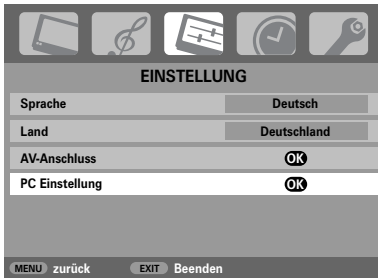 EINSTELLUNG
Sprache Deutsch
Land Deutschland
AV-Anschluss OK
PC Einstellung OK
MENU zurück EXIT Beenden